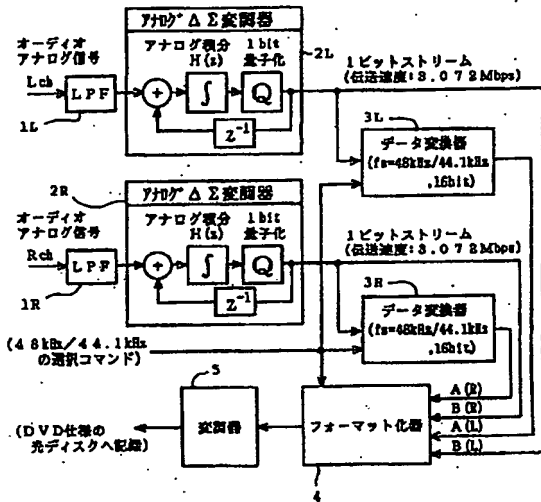 アナログΔΣ変調器
2L
オーディオ
アナログ信号
アナログ積分
H(z)
1bit
量子化
1ビットストリーム
(伝送速度:3.072Mbps)
Lch
LPF
+
∫
Q
1L
Z⁻¹
3L
データ変換器
(fs=48kHz/44.1kHz
,16bit)
2R
アナログΔΣ変調器
オーディオ
アナログ信号
アナログ積分
H(z)
1bit
量子化
1ビットストリーム
(伝送速度:3.072Mbps)
Rch
LPF
+
∫
Q
1R
Z⁻¹
3R
データ変換器
(fs=48kHz/44.1kHz
,16bit)
(48kHz/44.1kHz
の選択コマンド)
5
変調器
フォーマット化器
A(R)
B(R)
A(L)
B(L)
(DVD仕様の
光ディスクへ記録)
4